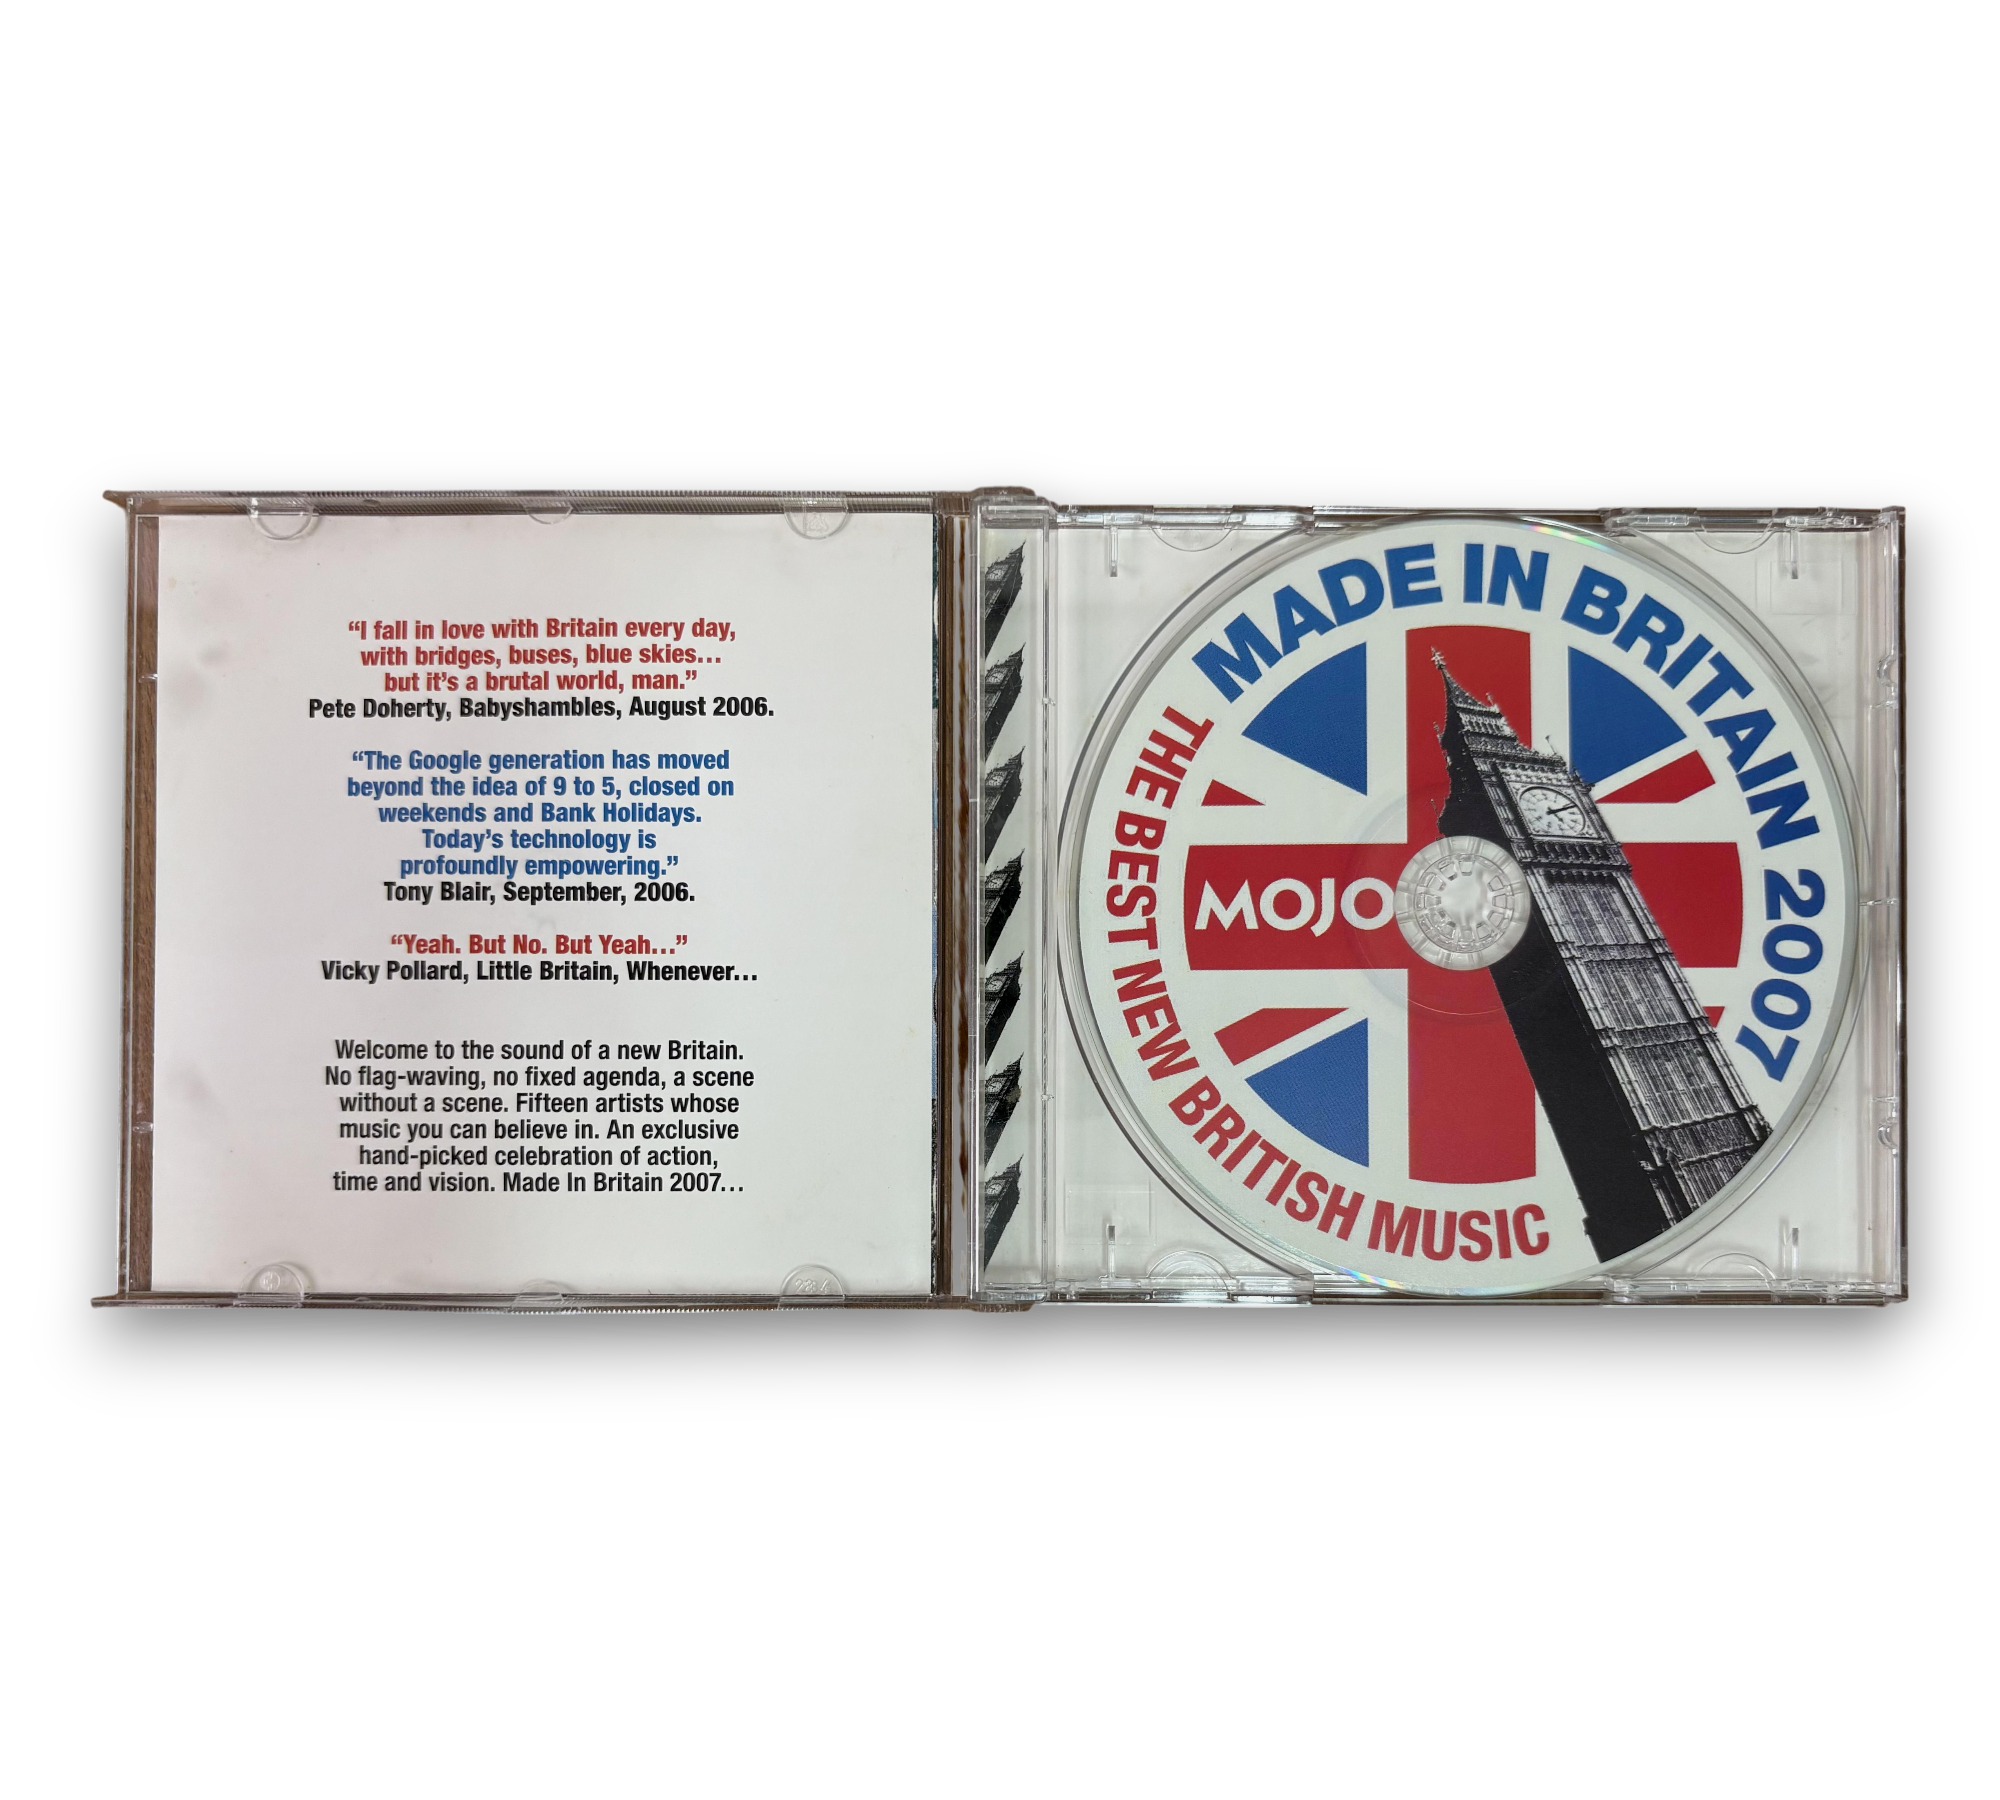 “I fall in love with Britain every day,
with bridges, buses, blue skies…
but it’s a brutal world, man.”
Pete Doherty, Babyshambles, August 2006.
“The Google generation has moved
beyond the idea of 9 to 5, closed on
weekends and Bank Holidays.
Today’s technology is
profoundly empowering.”
Tony Blair, September, 2006.
“Yeah. But No. But Yeah…”
Vicky Pollard, Little Britain, Whenever…
Welcome to the sound of a new Britain.
No flag-waving, no fixed agenda, a scene
without a scene. Fifteen artists whose
music you can believe in. An exclusive
hand-picked celebration of action,
time and vision. Made In Britain 2007…
MADE IN BRITAIN 2007
THE BEST NEW BRITISH MUSIC
MOJO